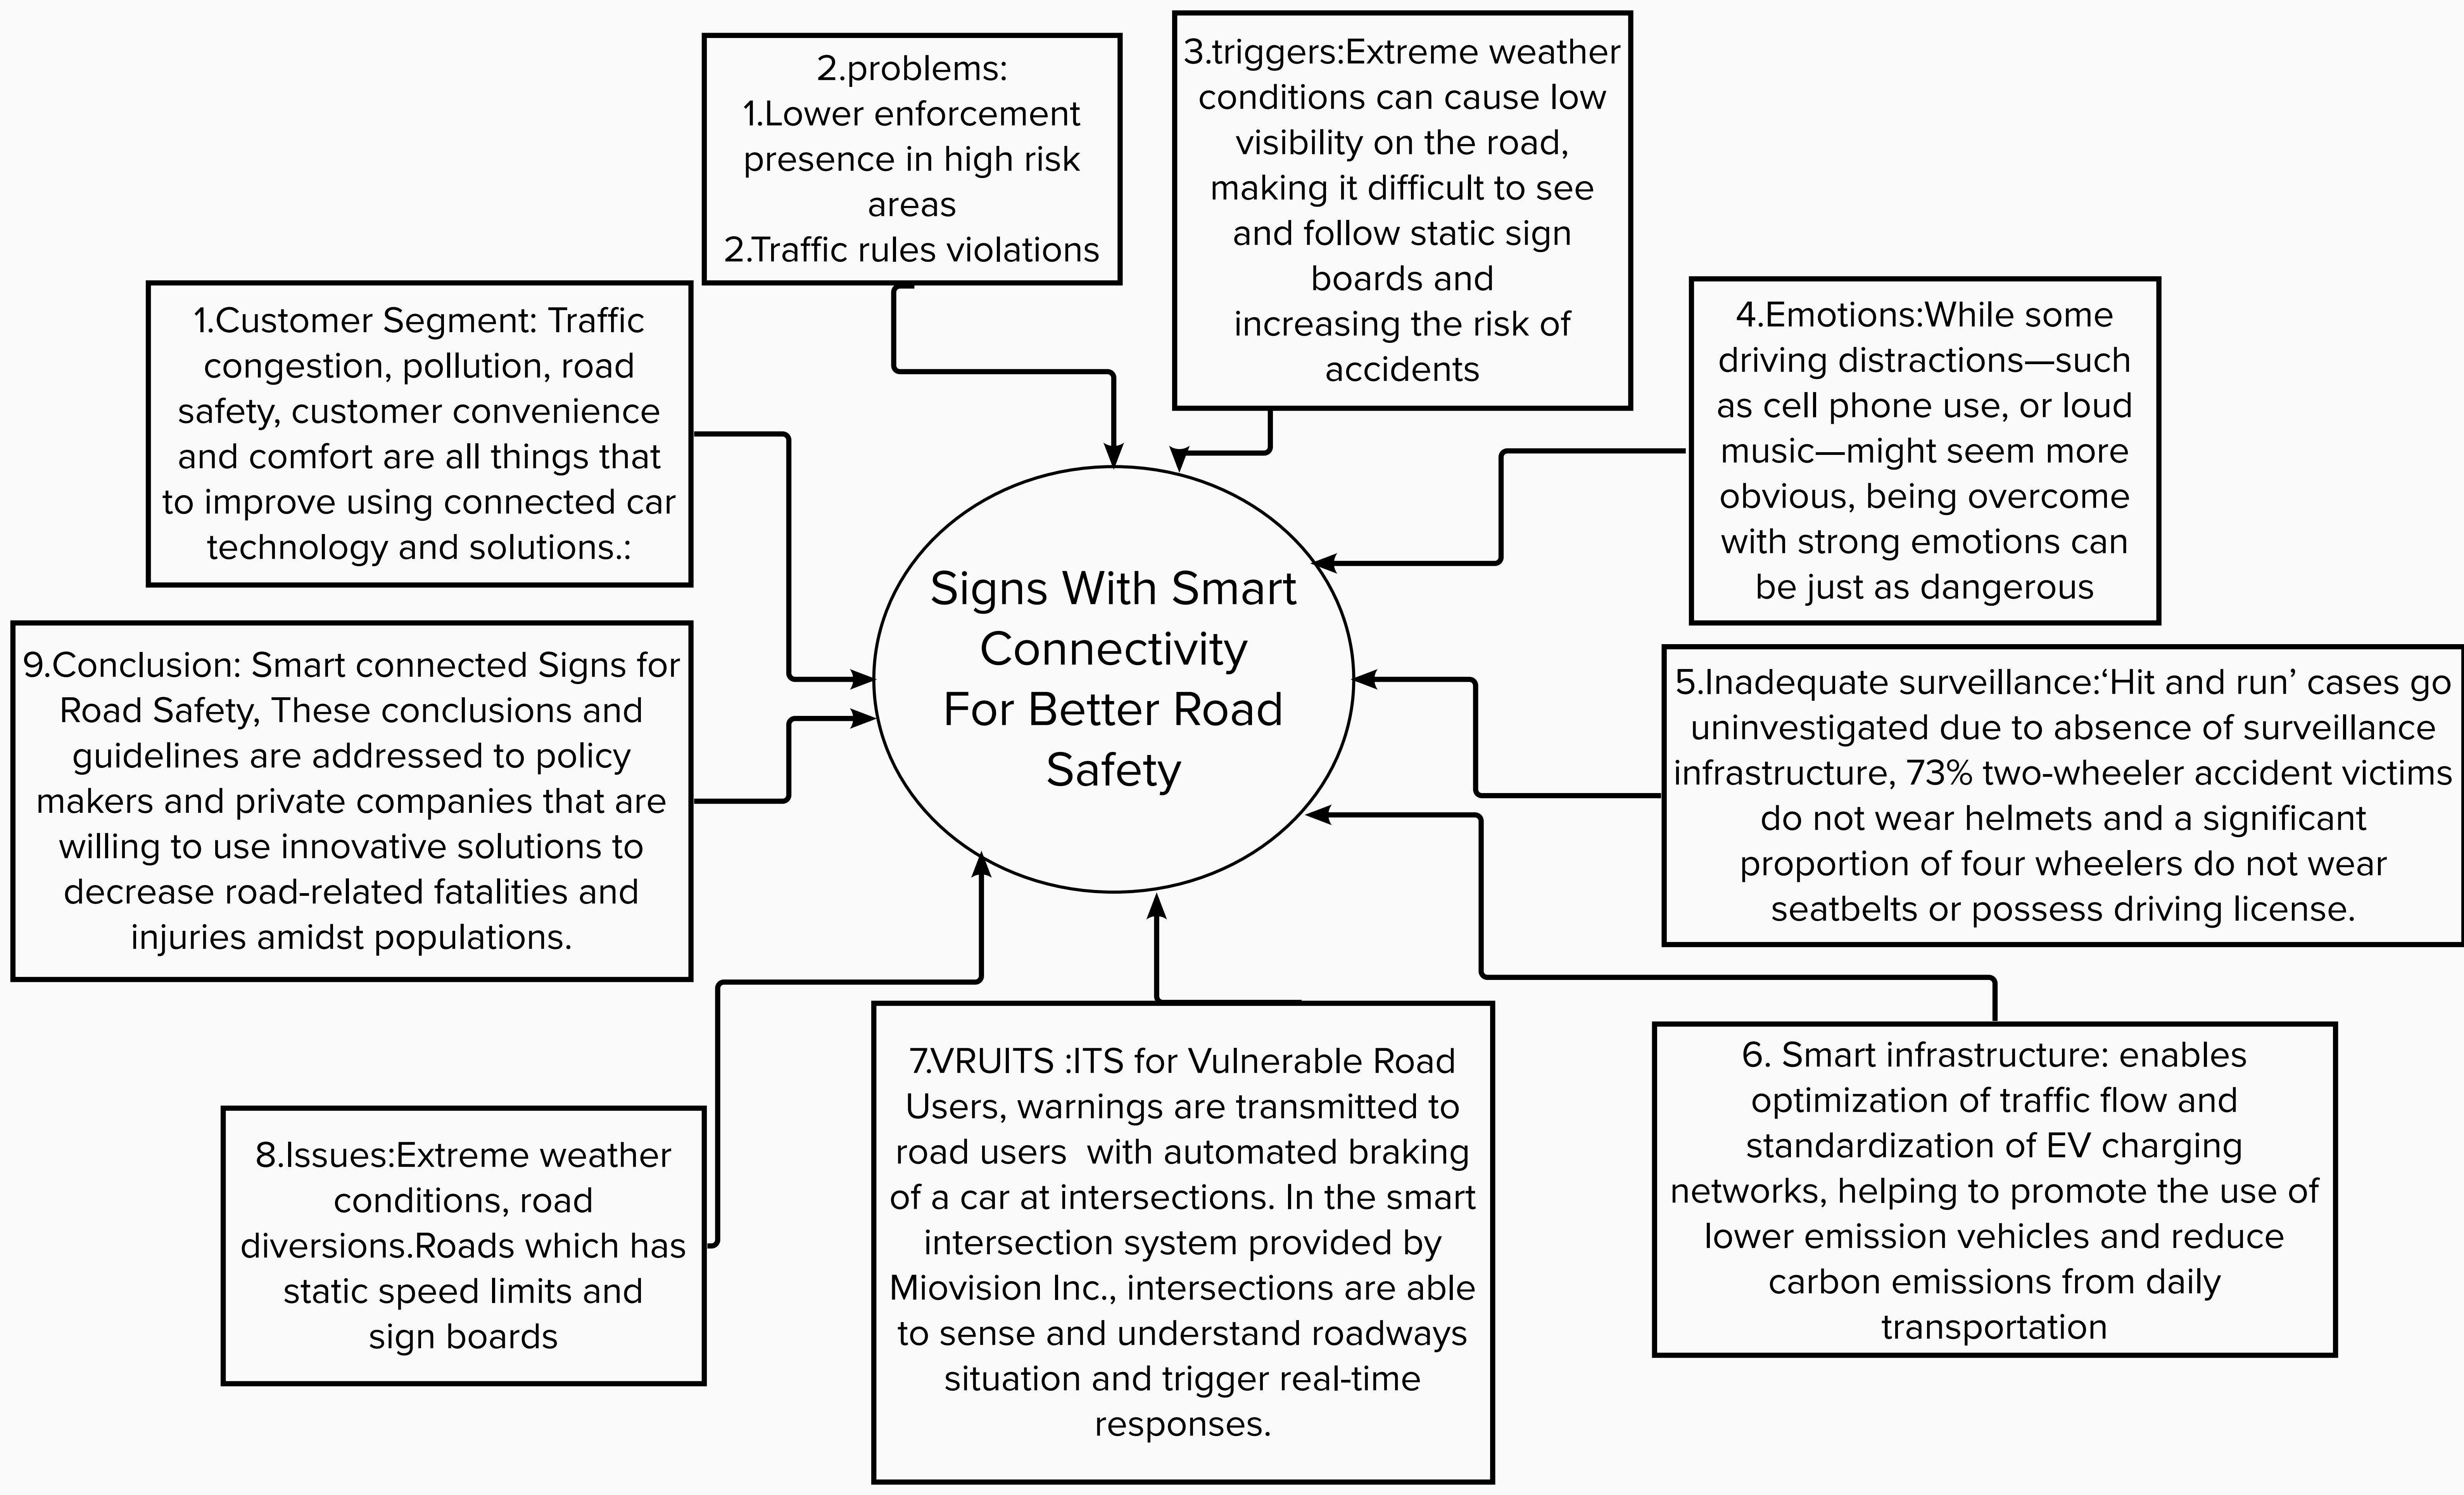 1.Customer Segment: Traffic
congestion, pollution, road
safety, customer convenience
and comfort are all things that
to improve using connected car
technology and solutions.:
2.problems:
1.Lower enforcement
presence in high risk
areas
2.Traffic rules violations
3.triggers:Extreme weather
conditions can cause low
visibility on the road,
making it difficult to see
and follow static sign
boards and
increasing the risk of
accidents
4.Emotions:While some
driving distractions—such
as cell phone use, or loud
music—might seem more
obvious, being overcome
with strong emotions can
be just as dangerous
Signs With Smart
Connectivity
For Better Road
Safety
5.Inadequate surveillance:‘Hit and run’ cases go
uninvestigated due to absence of surveillance
infrastructure, 73% two-wheeler accident victims
do not wear helmets and a significant
proportion of four wheelers do not wear
seatbelts or possess driving license.
6. Smart infrastructure: enables
optimization of traffic flow and
standardization of EV charging
networks, helping to promote the use of
lower emission vehicles and reduce
carbon emissions from daily
transportation
7.VRUITS :ITS for Vulnerable Road
Users, warnings are transmitted to
road users  with automated braking
of a car at intersections. In the smart
intersection system provided by
Miovision Inc., intersections are able
to sense and understand roadways
situation and trigger real-time
responses.
8.Issues:Extreme weather
conditions, road
diversions.Roads which has
static speed limits and
sign boards
9.Conclusion: Smart connected Signs for
Road Safety, These conclusions and
guidelines are addressed to policy
makers and private companies that are
willing to use innovative solutions to
decrease road-related fatalities and
injuries amidst populations.